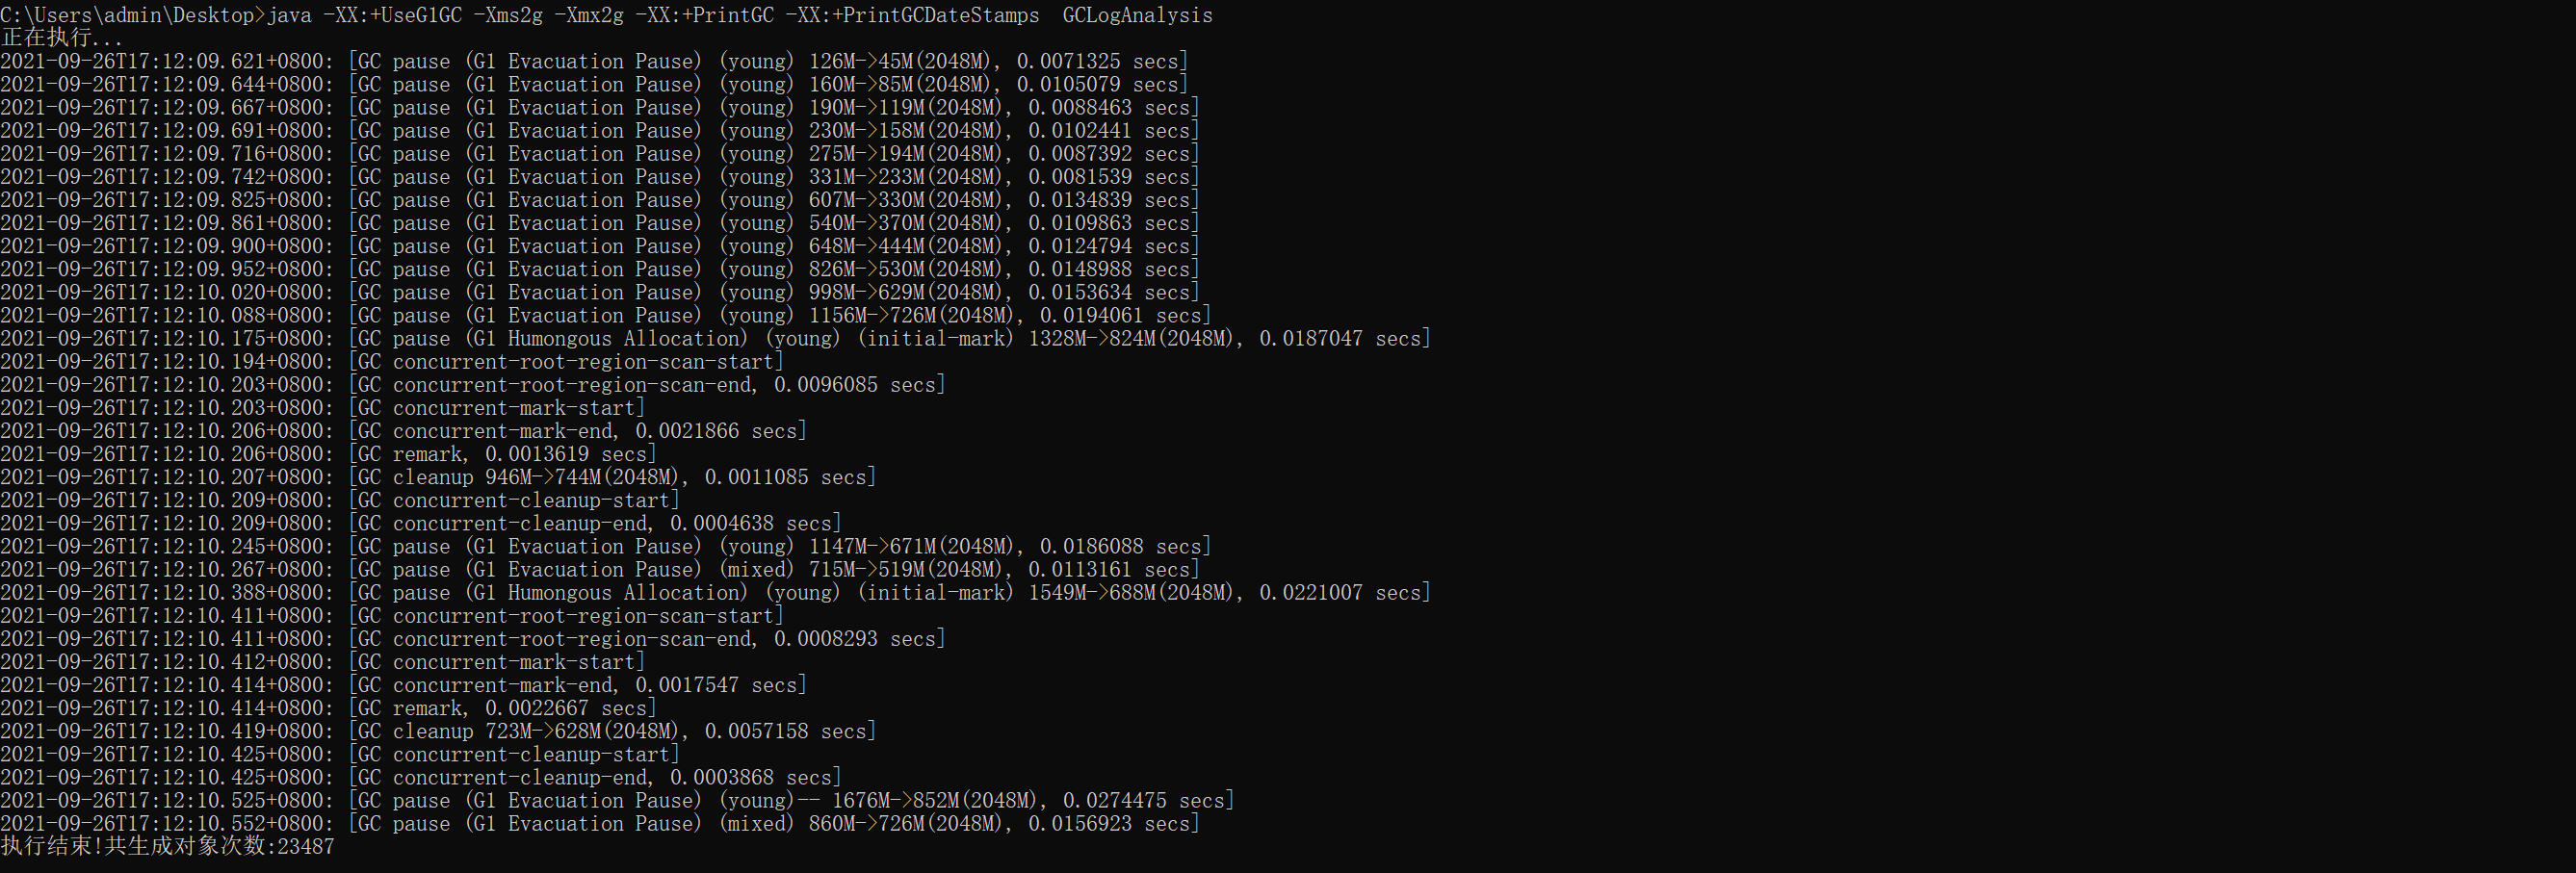 C:\Users\admin\Desktop>java -XX:+UseG1GC -Xms2g -Xmx2g -XX:+PrintGC -XX:+PrintGCDateStamps  GCLogAnalysis
正在执行...
2021-09-26T17:12:09.621+0800: [GC pause (G1 Evacuation Pause) (young) 126M->45M(2048M), 0.0071325 secs]
2021-09-26T17:12:09.644+0800: [GC pause (G1 Evacuation Pause) (young) 160M->85M(2048M), 0.0105079 secs]
2021-09-26T17:12:09.667+0800: [GC pause (G1 Evacuation Pause) (young) 190M->119M(2048M), 0.0088463 secs]
2021-09-26T17:12:09.691+0800: [GC pause (G1 Evacuation Pause) (young) 230M->158M(2048M), 0.0102441 secs]
2021-09-26T17:12:09.716+0800: [GC pause (G1 Evacuation Pause) (young) 275M->194M(2048M), 0.0087392 secs]
2021-09-26T17:12:09.742+0800: [GC pause (G1 Evacuation Pause) (young) 331M->233M(2048M), 0.0081539 secs]
2021-09-26T17:12:09.825+0800: [GC pause (G1 Evacuation Pause) (young) 607M->330M(2048M), 0.0134839 secs]
2021-09-26T17:12:09.861+0800: [GC pause (G1 Evacuation Pause) (young) 540M->370M(2048M), 0.0109863 secs]
2021-09-26T17:12:09.900+0800: [GC pause (G1 Evacuation Pause) (young) 648M->444M(2048M), 0.0124794 secs]
2021-09-26T17:12:09.952+0800: [GC pause (G1 Evacuation Pause) (young) 826M->530M(2048M), 0.0148988 secs]
2021-09-26T17:12:10.020+0800: [GC pause (G1 Evacuation Pause) (young) 998M->629M(2048M), 0.0153634 secs]
2021-09-26T17:12:10.088+0800: [GC pause (G1 Evacuation Pause) (young) 1156M->726M(2048M), 0.0194061 secs]
2021-09-26T17:12:10.175+0800: [GC pause (G1 Humongous Allocation) (young) (initial-mark) 1328M->824M(2048M), 0.0187047 secs]
2021-09-26T17:12:10.194+0800: [GC concurrent-root-region-scan-start]
2021-09-26T17:12:10.203+0800: [GC concurrent-root-region-scan-end, 0.0096085 secs]
2021-09-26T17:12:10.203+0800: [GC concurrent-mark-start]
2021-09-26T17:12:10.206+0800: [GC concurrent-mark-end, 0.0021866 secs]
2021-09-26T17:12:10.206+0800: [GC remark, 0.0013619 secs]
2021-09-26T17:12:10.207+0800: [GC cleanup 946M->744M(2048M), 0.0011085 secs]
2021-09-26T17:12:10.209+0800: [GC concurrent-cleanup-start]
2021-09-26T17:12:10.209+0800: [GC concurrent-cleanup-end, 0.0004638 secs]
2021-09-26T17:12:10.245+0800: [GC pause (G1 Evacuation Pause) (young) 1147M->671M(2048M), 0.0186088 secs]
2021-09-26T17:12:10.267+0800: [GC pause (G1 Evacuation Pause) (mixed) 715M->519M(2048M), 0.0113161 secs]
2021-09-26T17:12:10.388+0800: [GC pause (G1 Humongous Allocation) (young) (initial-mark) 1549M->688M(2048M), 0.0221007 secs]
2021-09-26T17:12:10.411+0800: [GC concurrent-root-region-scan-start]
2021-09-26T17:12:10.411+0800: [GC concurrent-root-region-scan-end, 0.0008293 secs]
2021-09-26T17:12:10.412+0800: [GC concurrent-mark-start]
2021-09-26T17:12:10.414+0800: [GC concurrent-mark-end, 0.0017547 secs]
2021-09-26T17:12:10.414+0800: [GC remark, 0.0022667 secs]
2021-09-26T17:12:10.419+0800: [GC cleanup 723M->628M(2048M), 0.0057158 secs]
2021-09-26T17:12:10.425+0800: [GC concurrent-cleanup-start]
2021-09-26T17:12:10.425+0800: [GC concurrent-cleanup-end, 0.0003868 secs]
2021-09-26T17:12:10.525+0800: [GC pause (G1 Evacuation Pause) (young)-- 1676M->852M(2048M), 0.0274475 secs]
2021-09-26T17:12:10.552+0800: [GC pause (G1 Evacuation Pause) (mixed) 860M->726M(2048M), 0.0156923 secs]
执行结束!共生成对象次数:23487